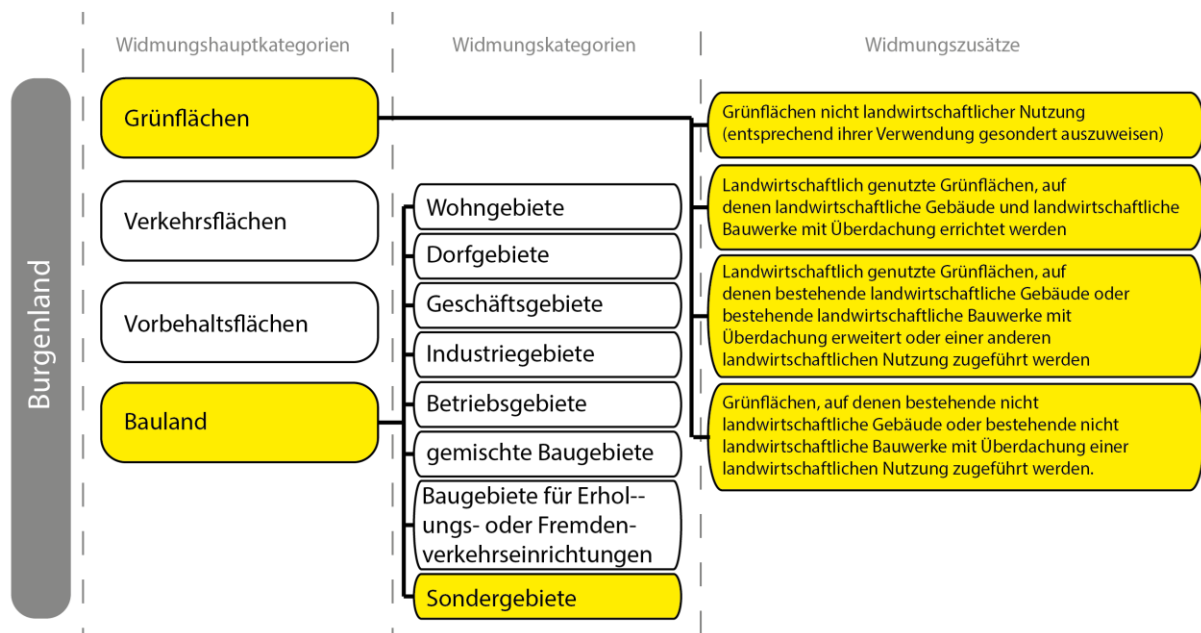 Widmungshauptkategorien
Widmungskategorien
Widmungszusätze
Burgenland
Grünflächen
Verkehrsflächen
Vorbehaltsflächen
Bauland
Wohngebiete
Dorfgebiete
Geschäftsgebiete
Industriegebiete
Betriebsgebiete
gemischte Baugebiete
Baugebiete für Erhol--
ungs- oder Fremden-
verkehrseinrichtungen
Sondergebiete
Grünflächen nicht landwirtschaftlicher Nutzung
(entsprechend ihrer Verwendung gesondert auszuweisen)
Landwirtschaftlich genutzte Grünflächen, auf
denen landwirtschaftliche Gebäude und landwirtschaftliche
Bauwerke mit Überdachung errichtet werden
Landwirtschaftlich genutzte Grünflächen, auf
denen bestehende landwirtschaftliche Gebäude oder
bestehende landwirtschaftliche Bauwerke mit
Überdachung erweitert oder einer anderen
landwirtschaftlichen Nutzung zugeführt werden
Grünflächen, auf denen bestehende nicht
landwirtschaftliche Gebäude oder bestehende nicht
landwirtschaftliche Bauwerke mit Überdachung einer
landwirtschaftlichen Nutzung zugeführt werden.